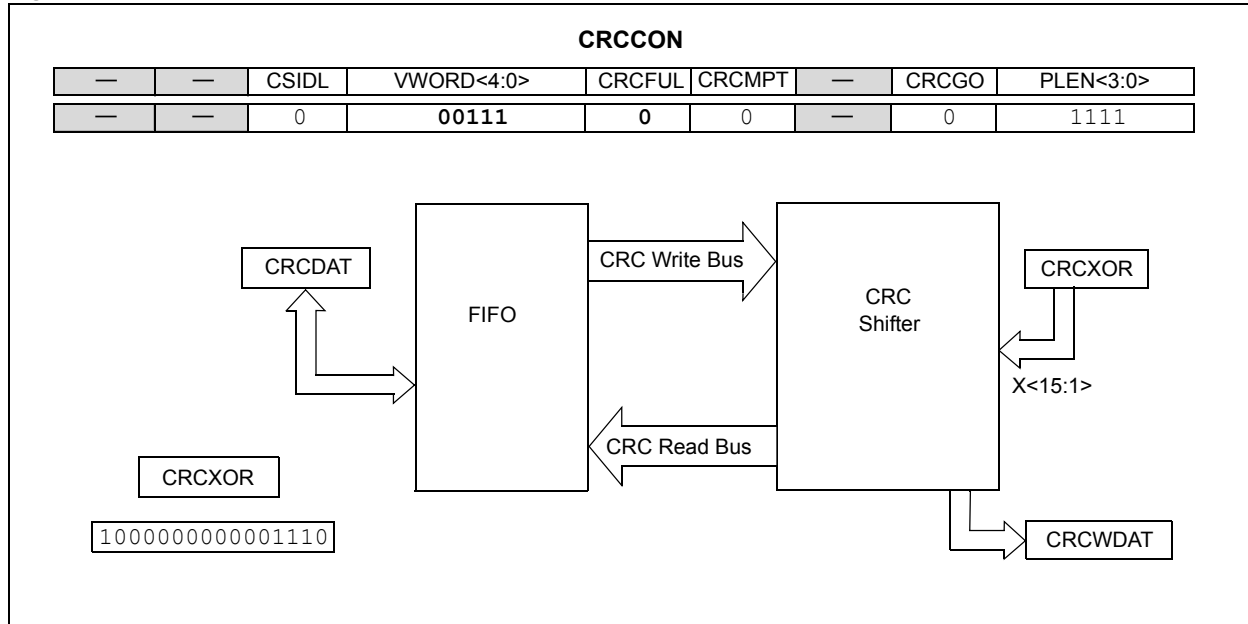 CRCCON
— — CSIDL VWORD<4:0> CRCFUL CRCMPT — CRCGO PLEN<3:0>
— — 0 00111 0 0 — 0 1111
CRCDAT
FIFO
CRC Write Bus
CRC
Shifter
CRCXOR
X<15:1>
CRC Read Bus
CRCXOR
1000000000001110
CRCWDAT